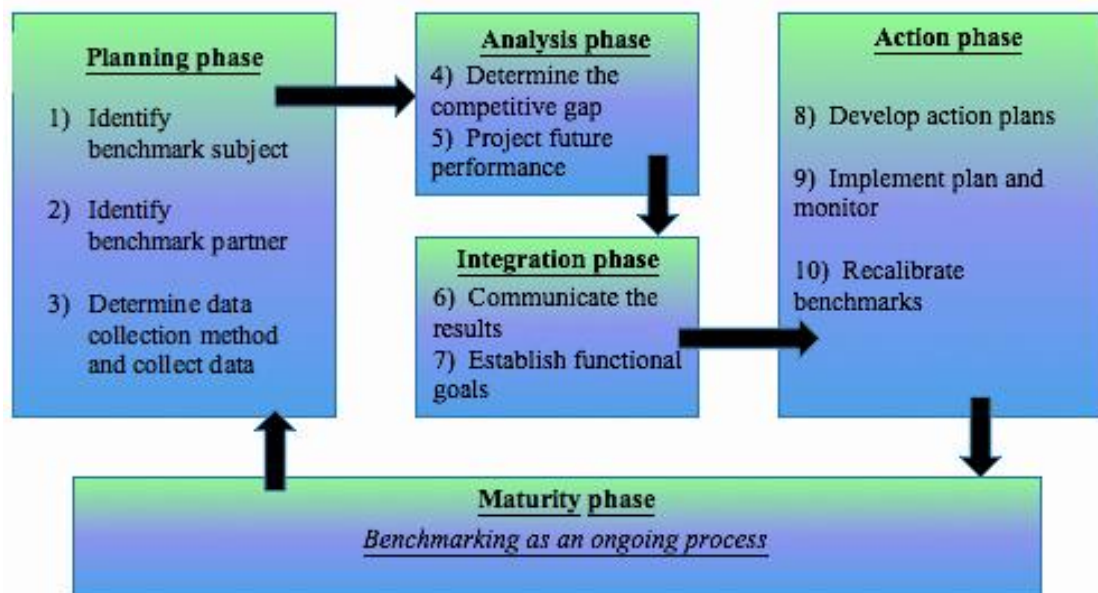 Planning phase
1) Identify
benchmark subject
2) Identify
benchmark partner
3) Determine data
collection method
and collect data
Analysis phase
4) Determine the
competitive gap
5) Project future
performance
Integration phase
6) Communicate the
results
7) Establish functional
goals
Action phase
8) Develop action plans
9) Implement plan and
monitor
10) Recalibrate
benchmarks
Maturity phase
Benchmarking as an ongoing process